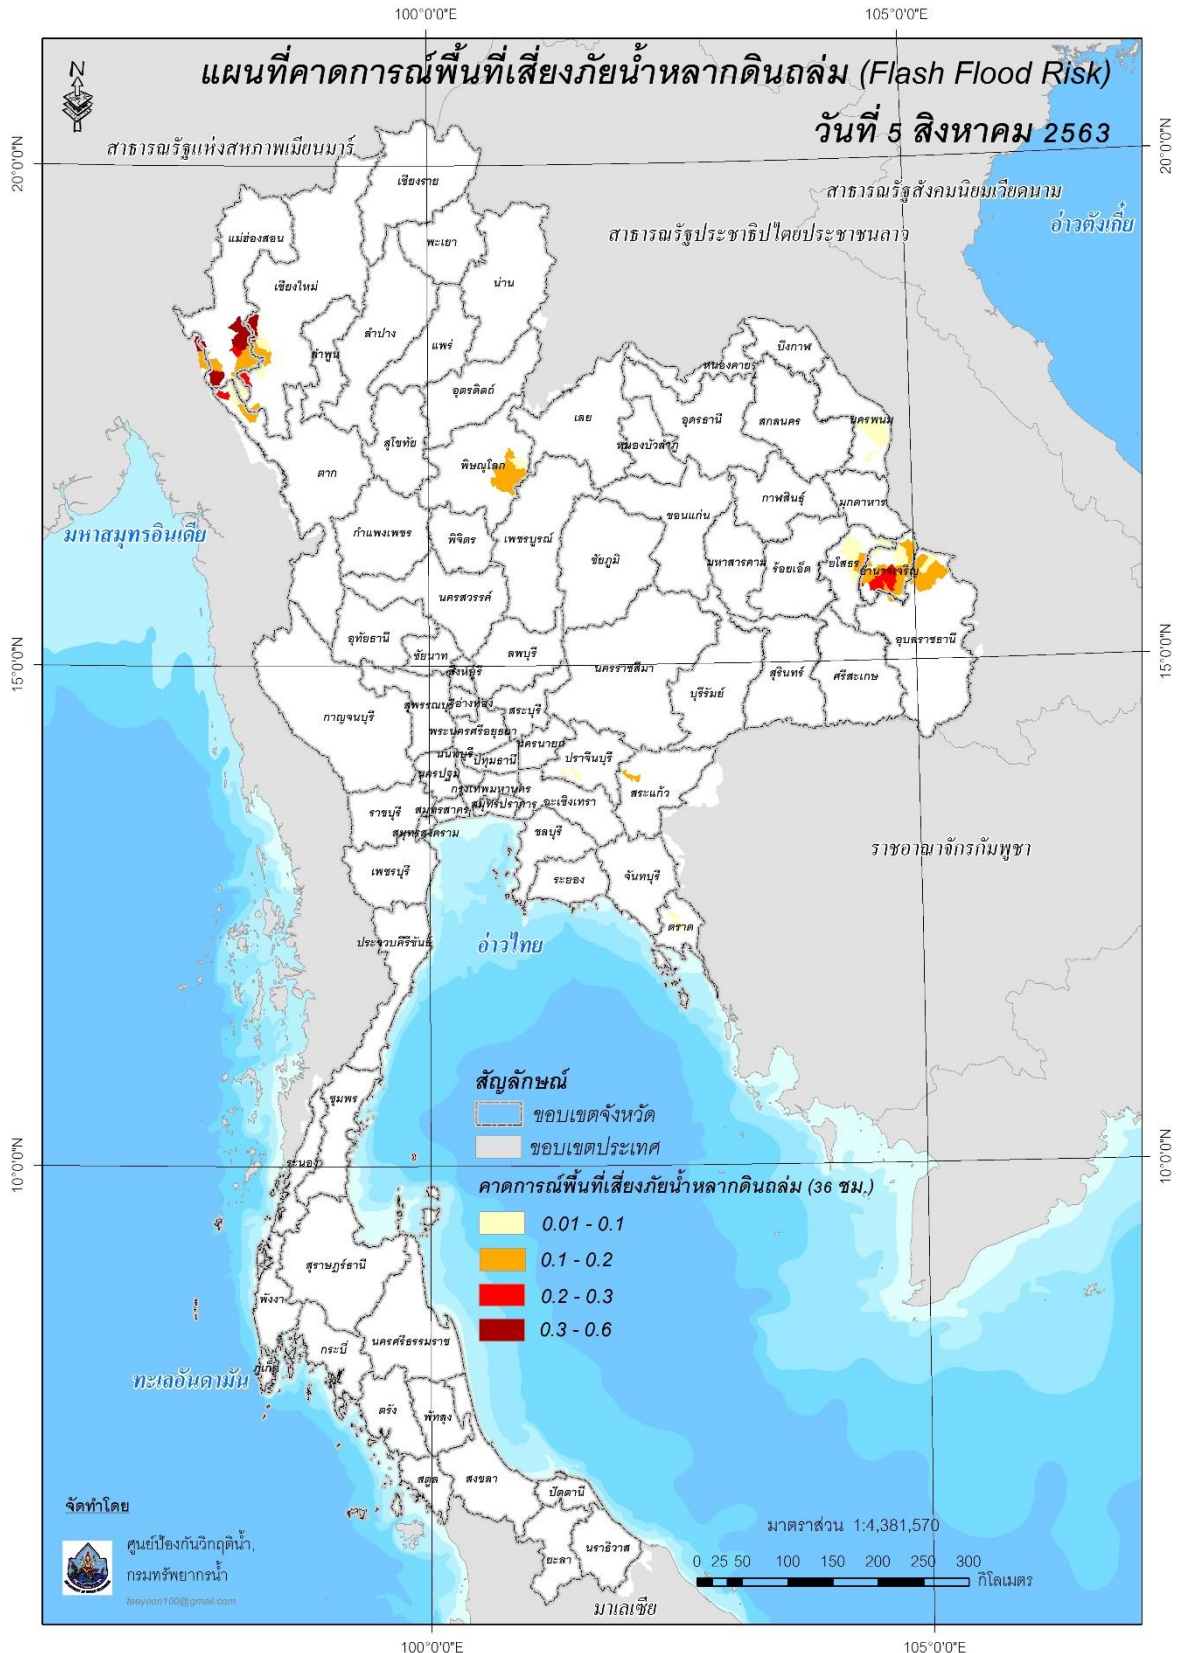 100°0'0"E
105°0'0"E
แผนที่คาดการณ์พื้นที่เสี่ยงภัยน้ำหลากดินถล่ม (Flash Flood Risk)
วันที่ 5 สิงหาคม 2563
N
20°0'0"N
20°0'0"N
สาธารณรัฐแห่งสหภาพเมียนมาร์
สาธารณรัฐสังคมนิยมเวียดนาม
สาธารณรัฐประชาธิปไตยประชาชนลาว
อ่าวตังเกี๋ย
เชียงราย
แม่ฮ่องสอน
พะเยา
เชียงใหม่
น่าน
ลำปาง
ลำพูน
แพร่
บึงกาฬ
หนองคาย
อุตรดิตถ์
เลย
อุดรธานี
สกลนคร
นครพนม
สุโขทัย
หนองบัวลำภู
ตาก
พิษณุโลก
กาฬสินธุ์
มุกดาหาร
ขอนแก่น
มหาสมุทรอินเดีย
กำแพงเพชร
พิจิตร
เพชรบูรณ์
ชัยภูมิ
มหาสารคาม
ร้อยเอ็ด
ยโสธร
อำนาจเจริญ
นครสวรรค์
อุทัยธานี
ชัยนาท
ลพบุรี
อุบลราชธานี
15°0'0"N
15°0'0"N
สิงห์บุรี
นครราชสีมา
สุรินทร์
ศรีสะเกษ
บุรีรัมย์
กาญจนบุรี
สุพรรณบุรี
อ่างทอง
สระบุรี
พระนครศรีอยุธยา
นครนายก
นนทบุรี
ปทุมธานี
ปราจีนบุรี
นครปฐม
กรุงเทพมหานคร
สระแก้ว
ราชบุรี
สมุทรสาคร
สมุทรปราการ
ฉะเชิงเทรา
สมุทรสงคราม
ชลบุรี
ราชอาณาจักรกัมพูชา
เพชรบุรี
ระยอง
จันทบุรี
ตราด
ประจวบคีรีขันธ์
อ่าวไทย
ชุมพร
ระนอง
10°0'0"N
10°0'0"N
สัญลักษณ์
ขอบเขตจังหวัด
ขอบเขตประเทศ
คาดการณ์พื้นที่เสี่ยงภัยน้ำหลากดินถล่ม (36 ชม.)
0.01 - 0.1
0.1 - 0.2
0.2 - 0.3
0.3 - 0.6
สุราษฎร์ธานี
พังงา
กระบี่
นครศรีธรรมราช
ภูเก็ต
ทะเลอันดามัน
ตรัง
พัทลุง
สตูล
สงขลา
ปัตตานี
ยะลา
นราธิวาส
มาเลเซีย
จัดทำโดย
ศูนย์ป้องกันวิกฤติน้ำ,
กรมทรัพยากรน้ำ
teeyoon100@gmail.com
มาตราส่วน 1:4,381,570
0 25 50 100 150 200 250 300
กิโลเมตร
100°0'0"E
105°0'0"E